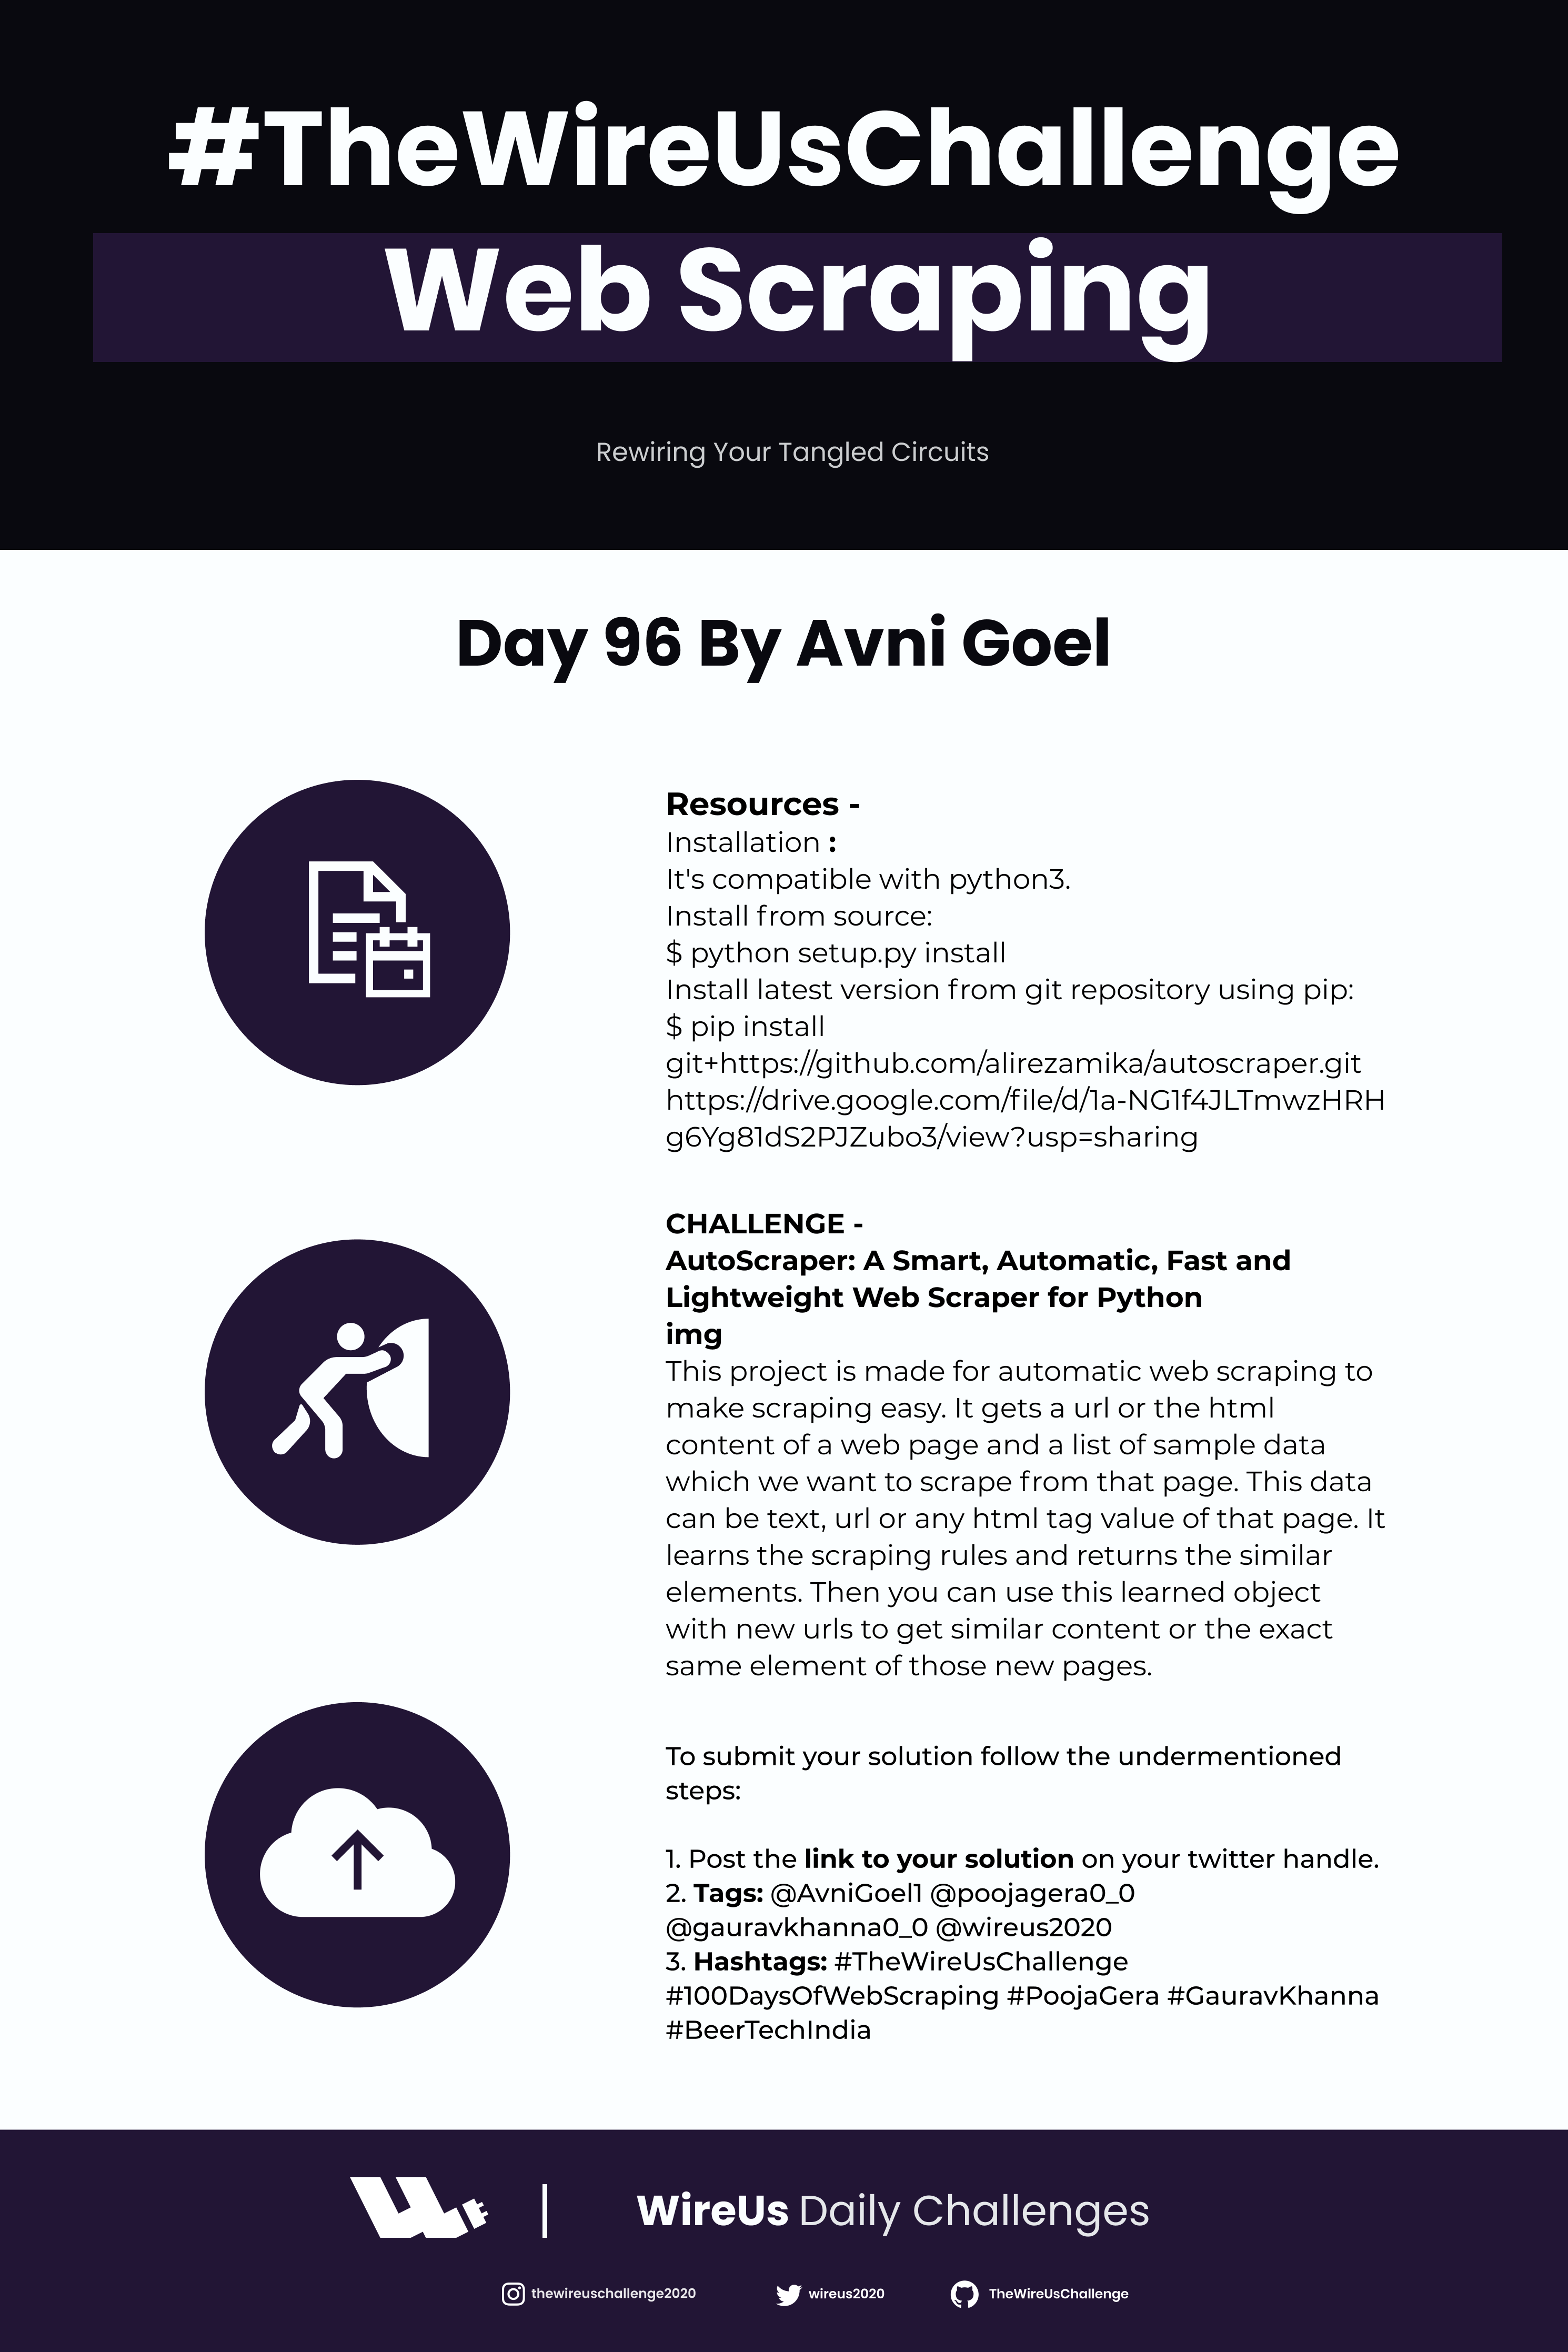 #TheWireUsChallenge
Web Scraping
Rewiring Your Tangled Circuits
Day 96 By Avni Goel
Resources -
Installation :
It's compatible with python3.
Install from source:
$ python setup.py install
Install latest version from git repository using pip:
$ pip install
git+https://github.com/alirezamika/autoscraper.git
https://drive.google.com/file/d/1a-NG1f4JLTmwzHRH
g6Yg81dS2PJZubo3/view?usp=sharing
CHALLENGE -
AutoScraper: A Smart, Automatic, Fast and
Lightweight Web Scraper for Python
img
This project is made for automatic web scraping to
make scraping easy. It gets a url or the html
content of a web page and a list of sample data
which we want to scrape from that page. This data
can be text, url or any html tag value of that page. It
learns the scraping rules and returns the similar
elements. Then you can use this learned object
with new urls to get similar content or the exact
same element of those new pages.
To submit your solution follow the undermentioned
steps:
1. Post the link to your solution on your twitter handle.
2. Tags: @AvniGoel1 @poojagera0_0
@gauravkhanna0_0 @wireus2020
3. Hashtags: #TheWireUsChallenge
#100DaysOfWebScraping #PoojaGera #GauravKhanna
#BeerTechIndia
WireUs Daily Challenges
thewireuschallenge2020 wireus2020 TheWireUsChallenge